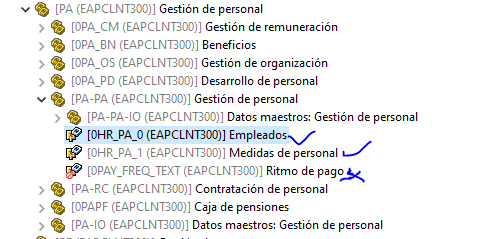 [PA (EAPCLNT300)] Gestión de personal
[0PA_CM (EAPCLNT300)] Gestión de remuneración
[0PA_BN (EAPCLNT300)] Beneficios
[0PA_OS (EAPCLNT300)] Gestión de organización
[0PA_PD (EAPCLNT300)] Desarrollo de personal
[PA-PA (EAPCLNT300)] Gestión de personal
[PA-PA-IO (EAPCLNT300)] Datos maestros: Gestión de personal
[0HR_PA_0 (EAPCLNT300)] Empleados
[0HR_PA_1 (EAPCLNT300)] Medidas de personal
[0PAY_FREQ_TEXT (EAPCLNT300)] Ritmo de pago
[PA-RC (EAPCLNT300)] Contratación de personal
[0PAPF (EAPCLNT300)] Caja de pensiones
[PA-IO (EAPCLNT300)] Datos maestros: Gestión de personal